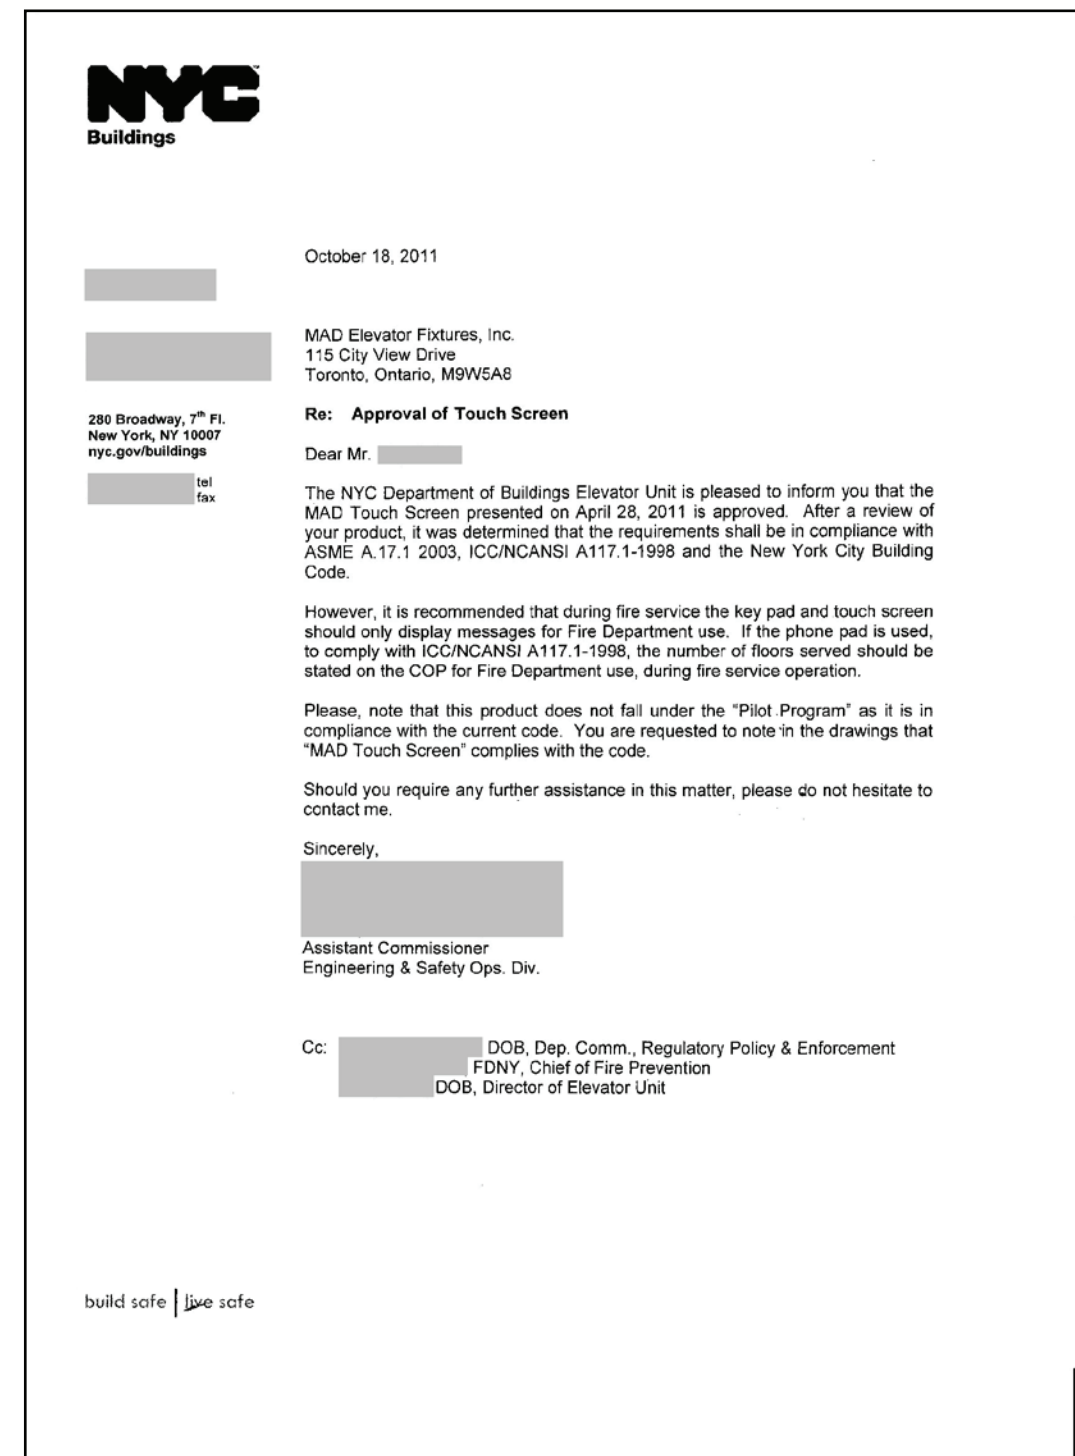 NYC
Buildings
October 18, 2011
MAD Elevator Fixtures, Inc.
115 City View Drive
Toronto, Ontario, M9W5A8
280 Broadway, 7th Fl.
New York, NY 10007
nyc.gov/buildings
tel
fax
Re: Approval of Touch Screen
Dear Mr.
The NYC Department of Buildings Elevator Unit is pleased to inform you that the
MAD Touch Screen presented on April 28, 2011 is approved. After a review of
your product, it was determined that the requirements shall be in compliance with
ASME A.17.1 2003, ICC/NCANSI A117.1-1998 and the New York City Building
Code.
However, it is recommended that during fire service the key pad and touch screen
should only display messages for Fire Department use. If the phone pad is used,
to comply with ICC/NCANSI A117.1-1998, the number of floors served should be
stated on the COP for Fire Department use, during fire service operation.
Please, note that this product does not fall under the "Pilot Program" as it is in
compliance with the current code. You are requested to note in the drawings that
"MAD Touch Screen" complies with the code.
Should you require any further assistance in this matter, please do not hesitate to
contact me.
Sincerely,
Assistant Commissioner
Engineering & Safety Ops. Div.
Cc: DOB, Dep. Comm., Regulatory Policy & Enforcement
FDNY, Chief of Fire Prevention
DOB, Director of Elevator Unit
build safe | live safe